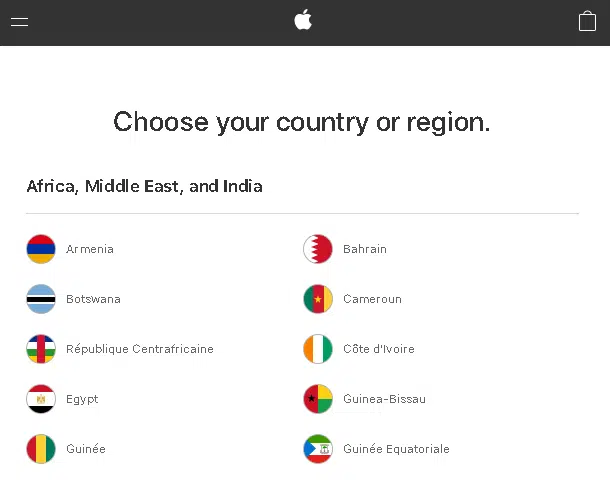 Choose your country or region.
Africa, Middle East, and India
Armenia
Bahrain
Botswana
Cameroun
République Centrafricaine
Côte d'Ivoire
Egypt
Guinea-Bissau
Guinée
Guinée Equatoriale